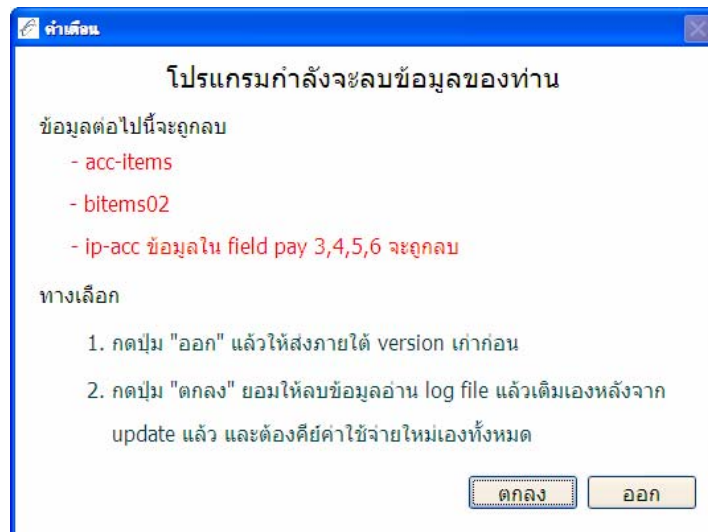 คำเตือน
โปรแกรมกำลังจะลบข้อมูลของท่าน
ข้อมูลต่อไปนี้จะถูกลบ
- acc-items
- bitems02
- ip-acc ข้อมูลใน field pay 3,4,5,6 จะถูกลบ
ทางเลือก
1. กดปุ่ม "ออก" แล้วให้ส่งภายใต้ version เก่าก่อน
2. กดปุ่ม "ตกลง" ยอมให้ลบข้อมูลอ่าน log file แล้วเติมเองหลังจาก
update แล้ว และต้องคีย์ค่าใช้จ่ายใหม่เองทั้งหมด
ตกลง ออก